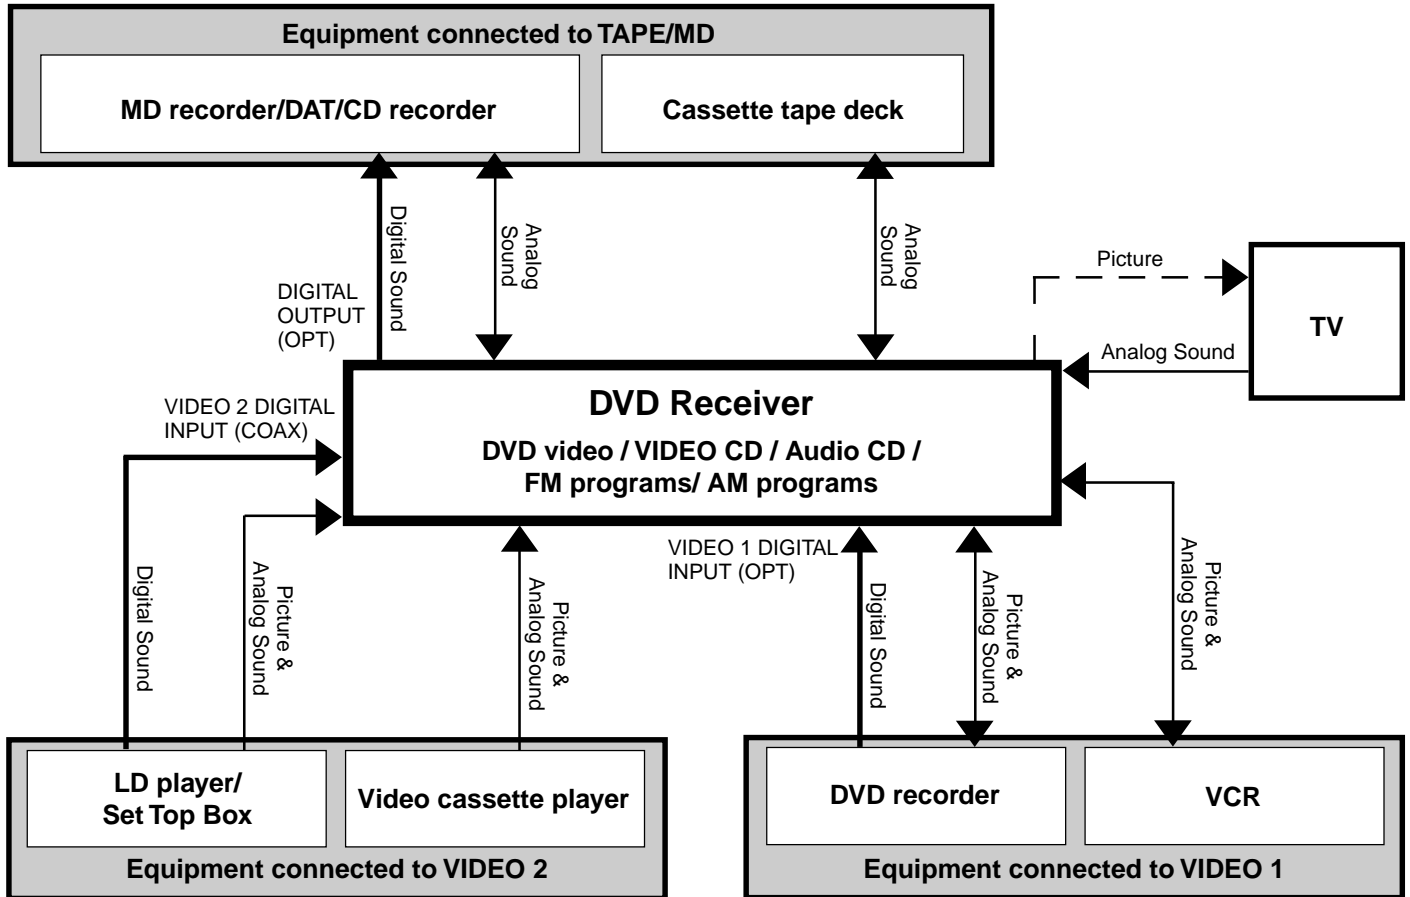 Equipment connected to TAPE/MD
MD recorder/DAT/CD recorder
Cassette tape deck
Digital Sound
Analog
Sound
Analog
Sound
DIGITAL
OUTPUT
(OPT)
Picture
TV
Analog Sound
DVD Receiver
DVD video / VIDEO CD / Audio CD /
FM programs/ AM programs
VIDEO 2 DIGITAL
INPUT (COAX)
VIDEO 1 DIGITAL
INPUT (OPT)
Digital Sound
Picture &
Analog Sound
Picture &
Analog Sound
Digital Sound
Picture &
Analog Sound
Picture &
Analog Sound
LD player/
Set Top Box
Video cassette player
Equipment connected to VIDEO 2
DVD recorder
VCR
Equipment connected to VIDEO 1